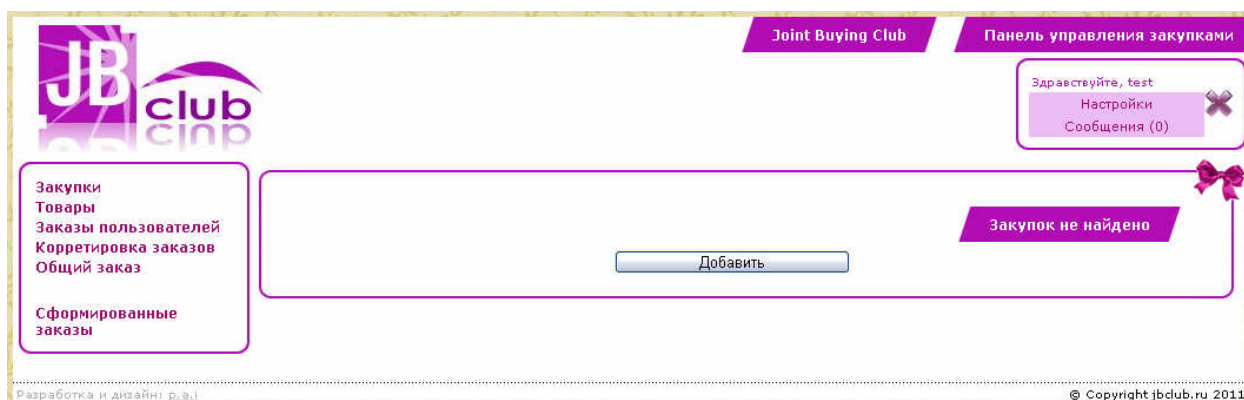 JB club
Joint Buying Club
Панель управления закупками
Здравствуйте, test
Настройки
Сообщения (0)
Закупки
Товары
Заказы пользователей
Корретировка заказов
Общий заказ
Сформированные
заказы
Закупок не найдено
Добавить
Разработка и дизайн: p.a.i
© Copyright jbclub.ru 2011